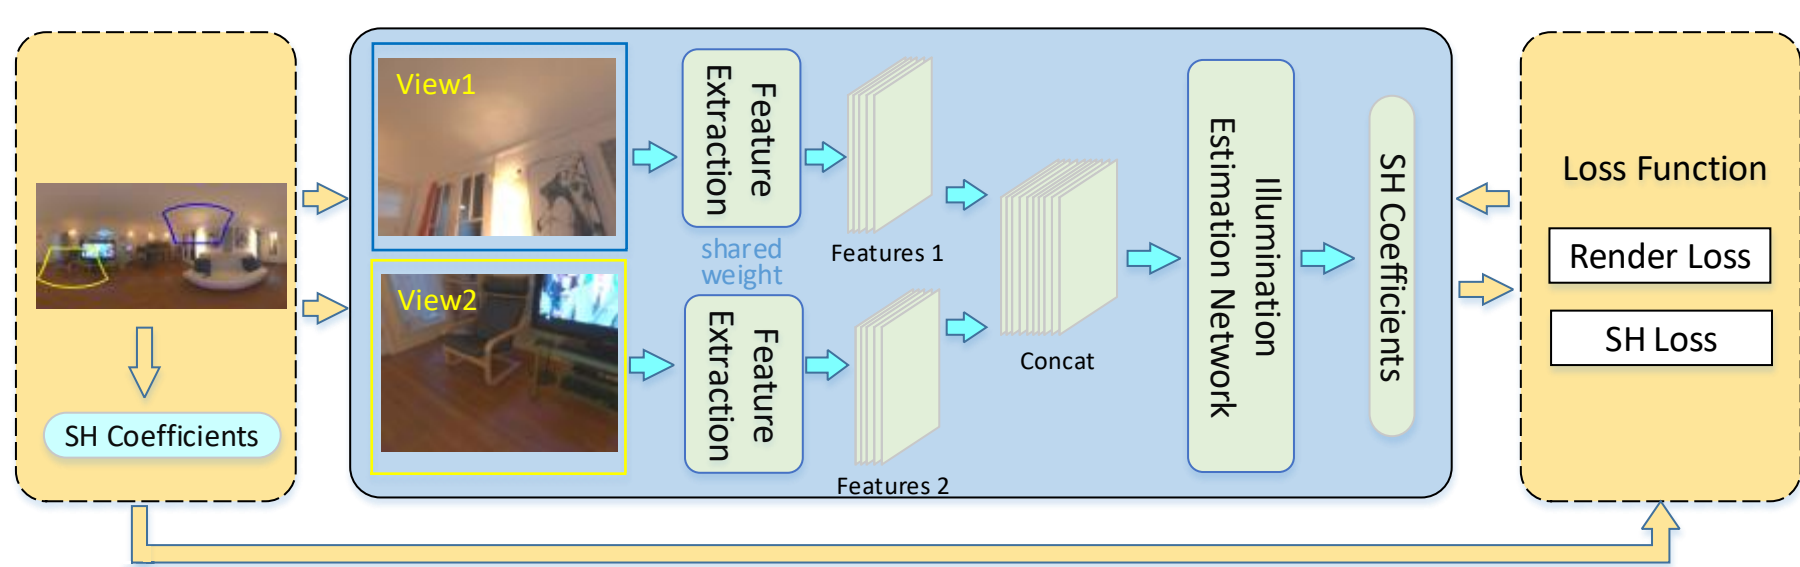 SH Coefficients
View1
View2
Feature
Extraction
shared
weight
Feature
Extraction
Features 1
Features 2
Concat
Illumination
Estimation Network
SH Coefficients
Loss Function
Render Loss
SH Loss